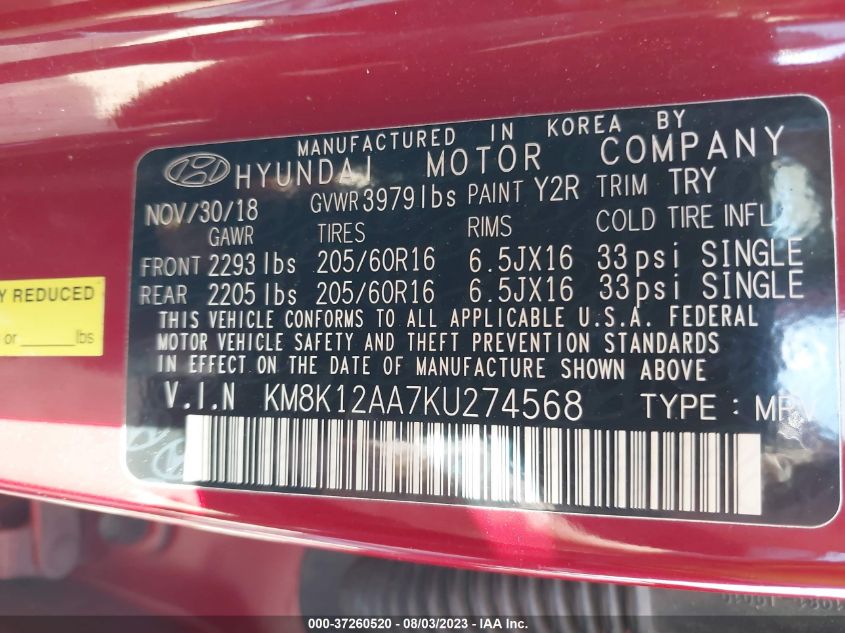 MANUFACTURED IN KOREA BY
HYUNDAI MOTOR COMPANY
NOV/30/18 GVWR 3979 lbs PAINT Y2R TRIM TRY
GAWR TIRES RIMS COLD TIRE INFL
FRONT 2293 lbs 205/60R16 6.5JX16 33psi SINGLE
REAR 2205 lbs 205/60R16 6.5JX16 33psi SINGLE
THIS VEHICLE CONFORMS TO ALL APPLICABLE U.S.A. FEDERAL
MOTOR VEHICLE SAFETY AND THEFT PREVENTION STANDARDS
IN EFFECT ON THE DATE OF MANUFACTURE SHOWN ABOVE
V.I.N KM8K12AA7KU274568 TYPE : MPV
Y REDUCED
or ______lbs
000-37260520 - 08/03/2023 - IAA Inc.